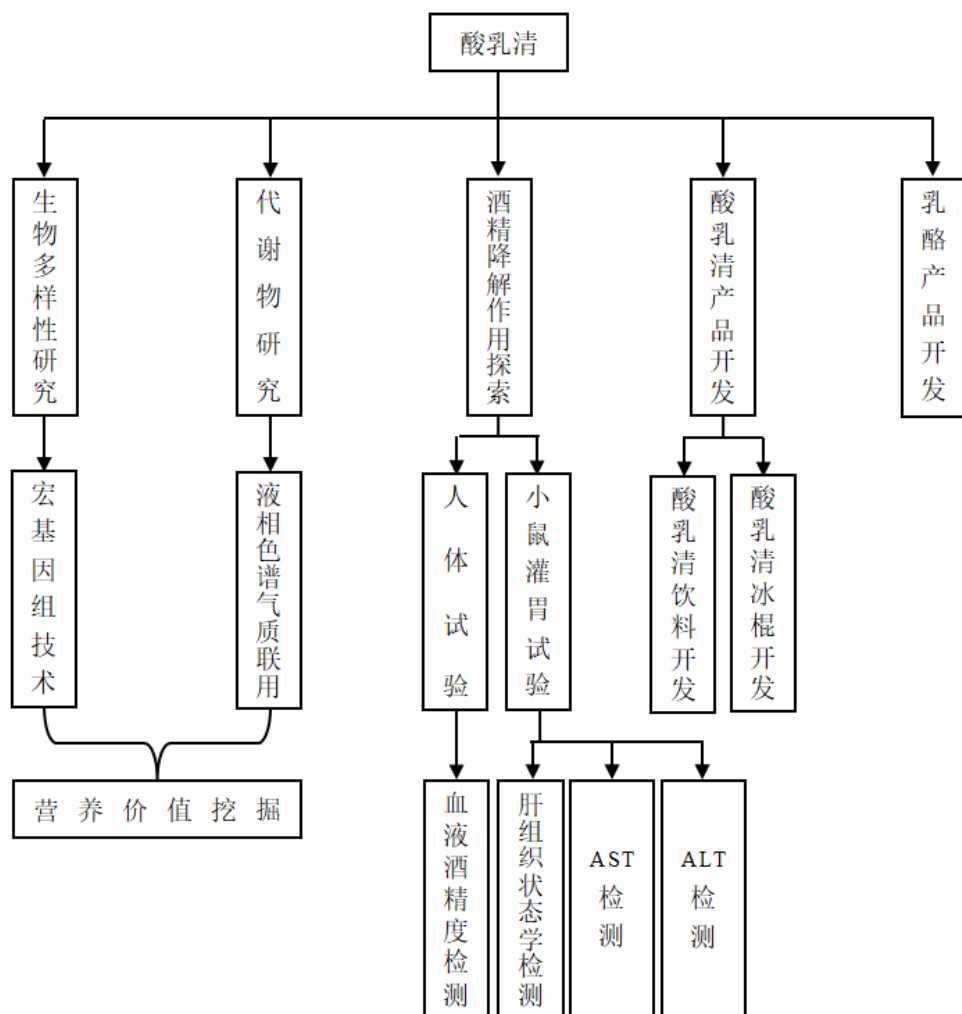 酸乳清
生物多样性研究
代谢物研究
酒精降解作用探索
酸乳清产品开发
乳酪产品开发
宏基因组技术
液相色谱气质联用
人体试验
小鼠灌胃试验
酸乳清饮料开发
酸乳清冰棍开发
营养价值挖掘
血液酒精度检测
肝组织状态学检测
AST检测
ALT检测